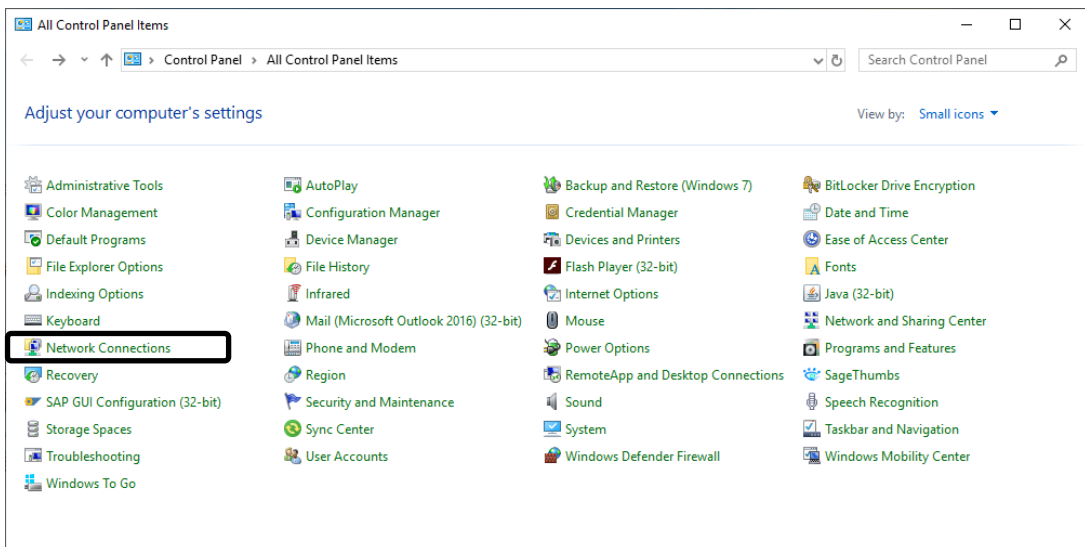 All Control Panel Items
Control Panel > All Control Panel Items
Search Control Panel
Adjust your computer's settings
View by: Small icons
Administrative Tools AutoPlay Backup and Restore (Windows 7) BitLocker Drive Encryption
Color Management Configuration Manager Credential Manager Date and Time
Default Programs Device Manager Devices and Printers Ease of Access Center
File Explorer Options File History Flash Player (32-bit) Fonts
Indexing Options Infrared Internet Options Java (32-bit)
Keyboard Mail (Microsoft Outlook 2016) (32-bit) Mouse Network and Sharing Center
Network Connections Phone and Modem Power Options Programs and Features
Recovery Region RemoteApp and Desktop Connections SageThumbs
SAP GUI Configuration (32-bit) Security and Maintenance Sound Speech Recognition
Storage Spaces Sync Center System Taskbar and Navigation
Troubleshooting User Accounts Windows Defender Firewall Windows Mobility Center
Windows To Go